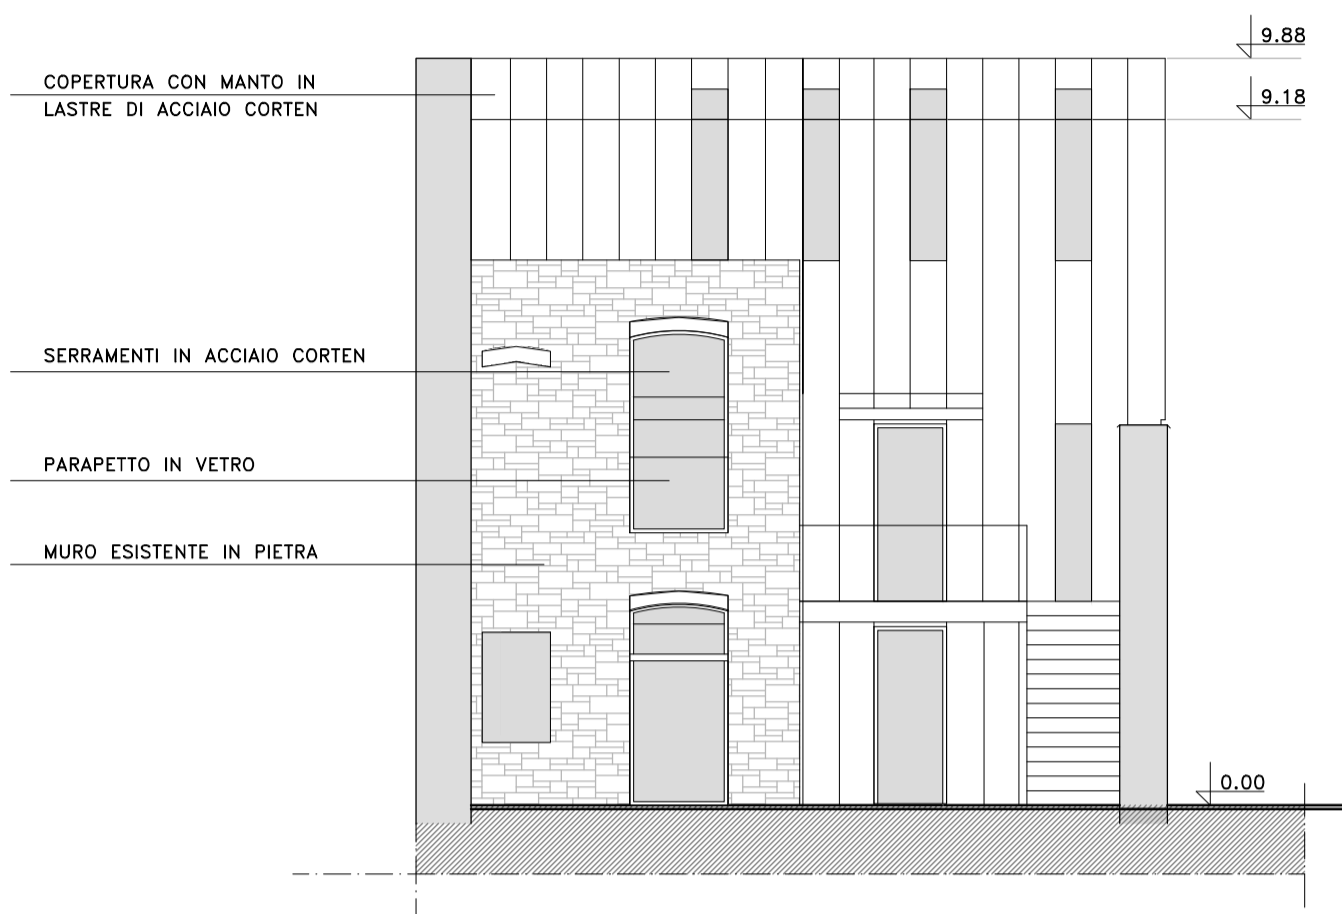 9.88
COPERTURA CON MANTO IN
LASTRE DI ACCIAIO CORTEN
9.18
SERRAMENTI IN ACCIAIO CORTEN
PARAPETTO IN VETRO
MURO ESISTENTE IN PIETRA
0.00